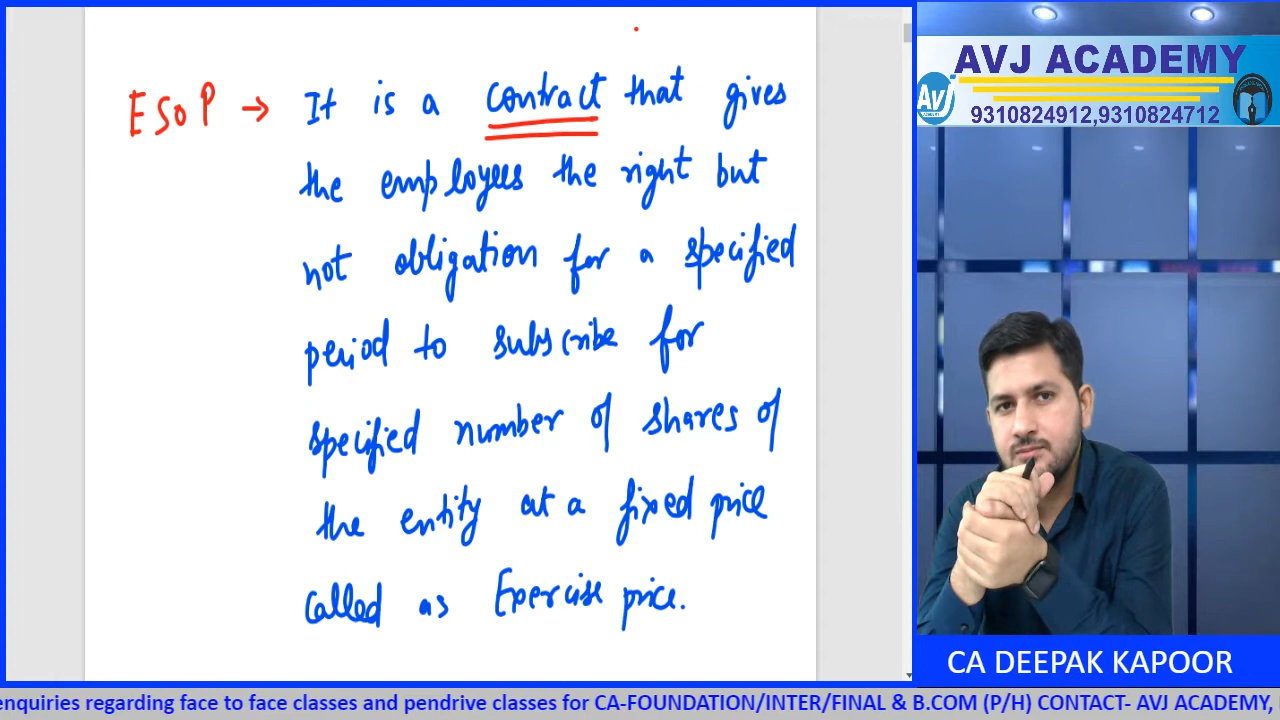 ESOP → It is a contract that gives
the employees the right but
not obligation for a specified
period to subscribe for
specified number of shares of
the entity at a fixed price
called as Exercise price.
AVJ ACADEMY
AVJ
9310824912,9310824712
CA DEEPAK KAPOOR
enquiries regarding face to face classes and pendrive classes for CA-FOUNDATION/INTER/FINAL & B.COM (P/H) CONTACT- AVJ ACADEMY,